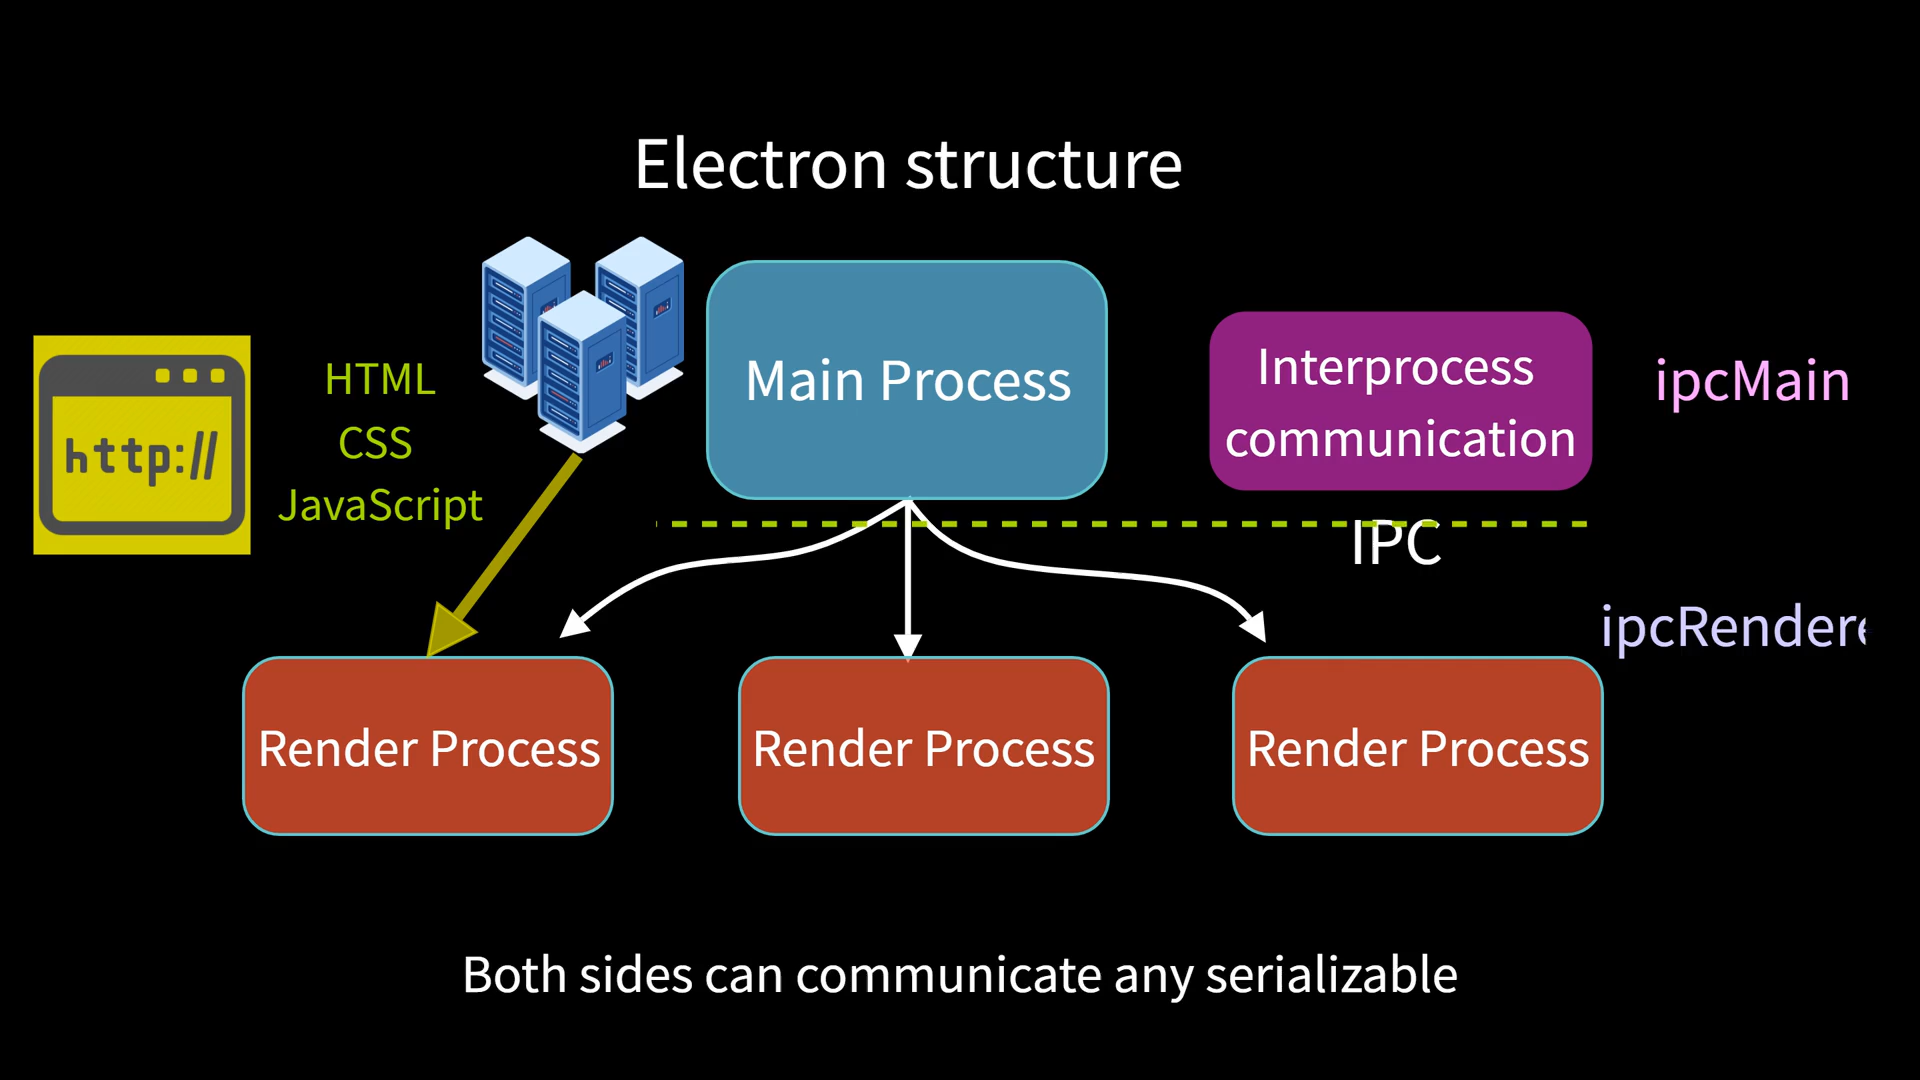 Electron structure
http://
HTML
CSS
JavaScript
Main Process
Interprocess
communication
ipcMain
IPC
ipcRendere
Render Process
Render Process
Render Process
Both sides can communicate any serializable